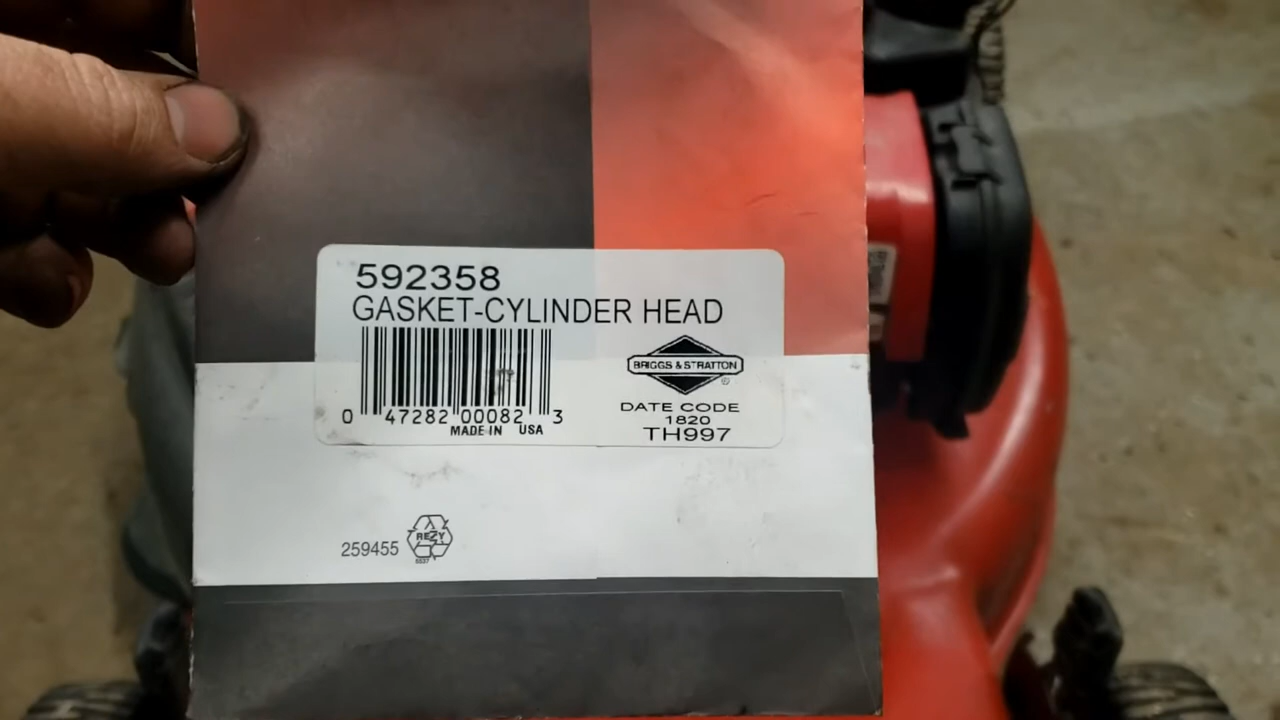 592358
GASKET-CYLINDER HEAD
BRIGGS & STRATTON
®
0 47282 00082 3
MADE IN USA
DATE CODE
1820
TH997
259455
REZY